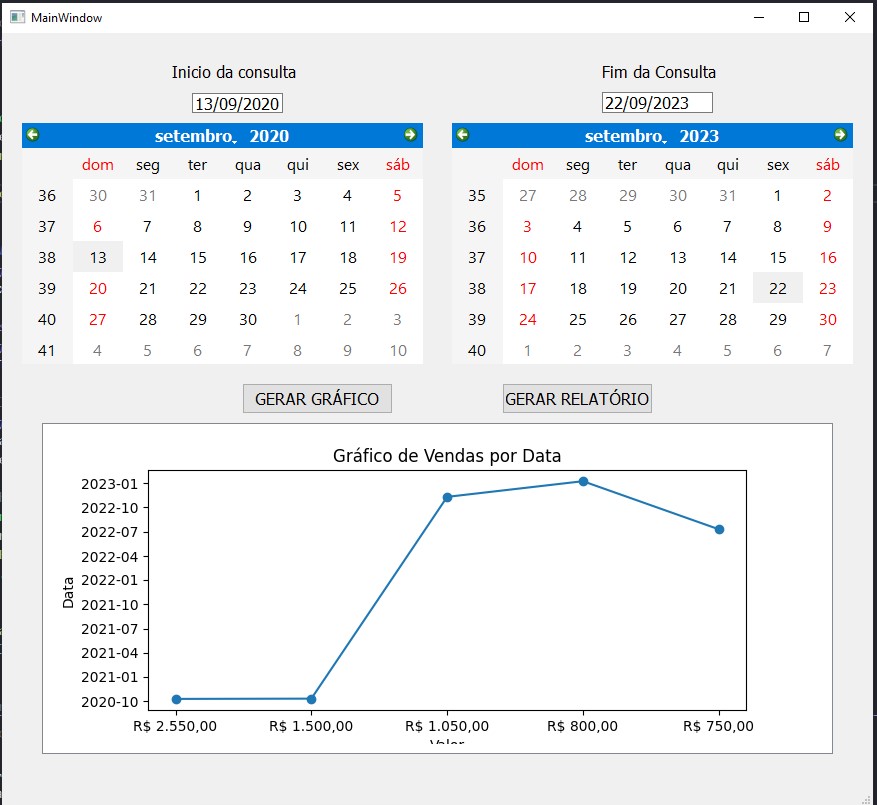 MainWindow
Inicio da consulta
Fim da Consulta
13/09/2020
22/09/2023
setembro, 2020
dom seg ter qua qui sex sáb
36 30 31 1 2 3 4 5
37 6 7 8 9 10 11 12
38 13 14 15 16 17 18 19
39 20 21 22 23 24 25 26
40 27 28 29 30 1 2 3
41 4 5 6 7 8 9 10
setembro, 2023
dom seg ter qua qui sex sáb
35 27 28 29 30 31 1 2
36 3 4 5 6 7 8 9
37 10 11 12 13 14 15 16
38 17 18 19 20 21 22 23
39 24 25 26 27 28 29 30
40 1 2 3 4 5 6 7
GERAR GRÁFICO
GERAR RELATÓRIO
Gráfico de Vendas por Data
Data
2023-01
2022-10
2022-07
2022-04
2022-01
2021-10
2021-07
2021-04
2021-01
2020-10
R$ 2.550,00 R$ 1.500,00 R$ 1.050,00 R$ 800,00 R$ 750,00
Valor